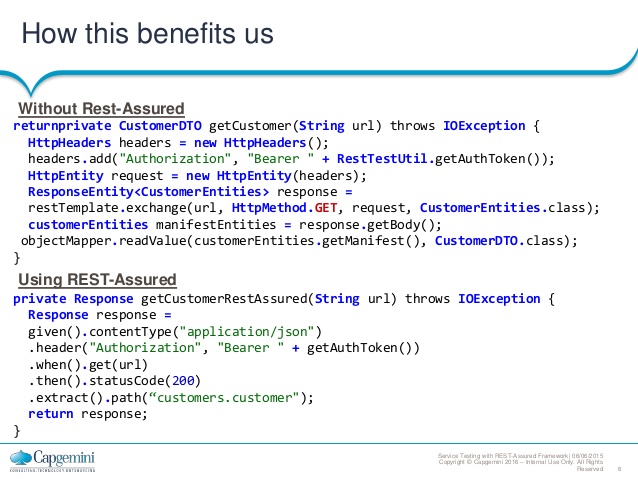 How this benefits us
Without Rest-Assured
returnprivate CustomerDTO getCustomer(String url) throws IOException {
HttpHeaders headers = new HttpHeaders();
headers.add("Authorization", "Bearer " + RestTestUtil.getAuthToken());
HttpEntity request = new HttpEntity(headers);
ResponseEntity<CustomerEntities> response =
restTemplate.exchange(url, HttpMethod.GET, request, CustomerEntities.class);
customerEntities manifestEntities = response.getBody();
objectMapper.readValue(customerEntities.getManifest(), CustomerDTO.class);
}
Using REST-Assured
private Response getCustomerRestAssured(String url) throws IOException {
Response response =
given().contentType("application/json")
.header("Authorization", "Bearer " + getAuthToken())
.when().get(url)
.then().statusCode(200)
.extract().path(“customers.customer");
return response;
}
Capgemini
CONSULTING.TECHNOLOGY.OUTSOURCING
Service Testing with REST-Assured Framework| 06/06/2015
Copyright © Capgemini 2016 – Internal Use Only. All Rights
Reserved
6